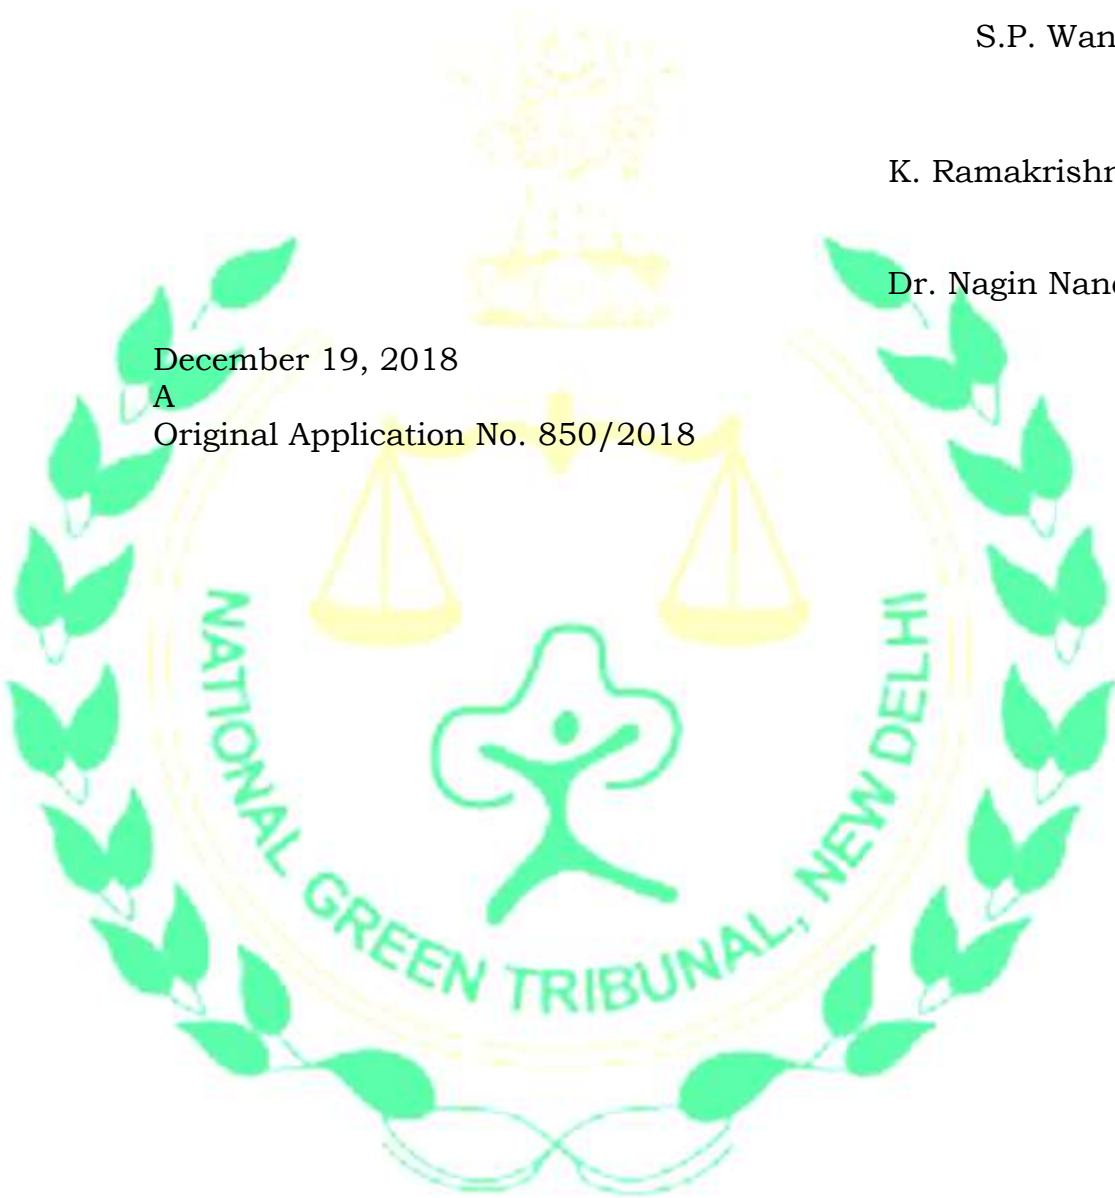 S.P. Wan
K. Ramakrishn
Dr. Nagin Nan
December 19, 2018
A
Original Application No. 850/2018
NATIONAL GREEN TRIBUNAL, NEW DELHI